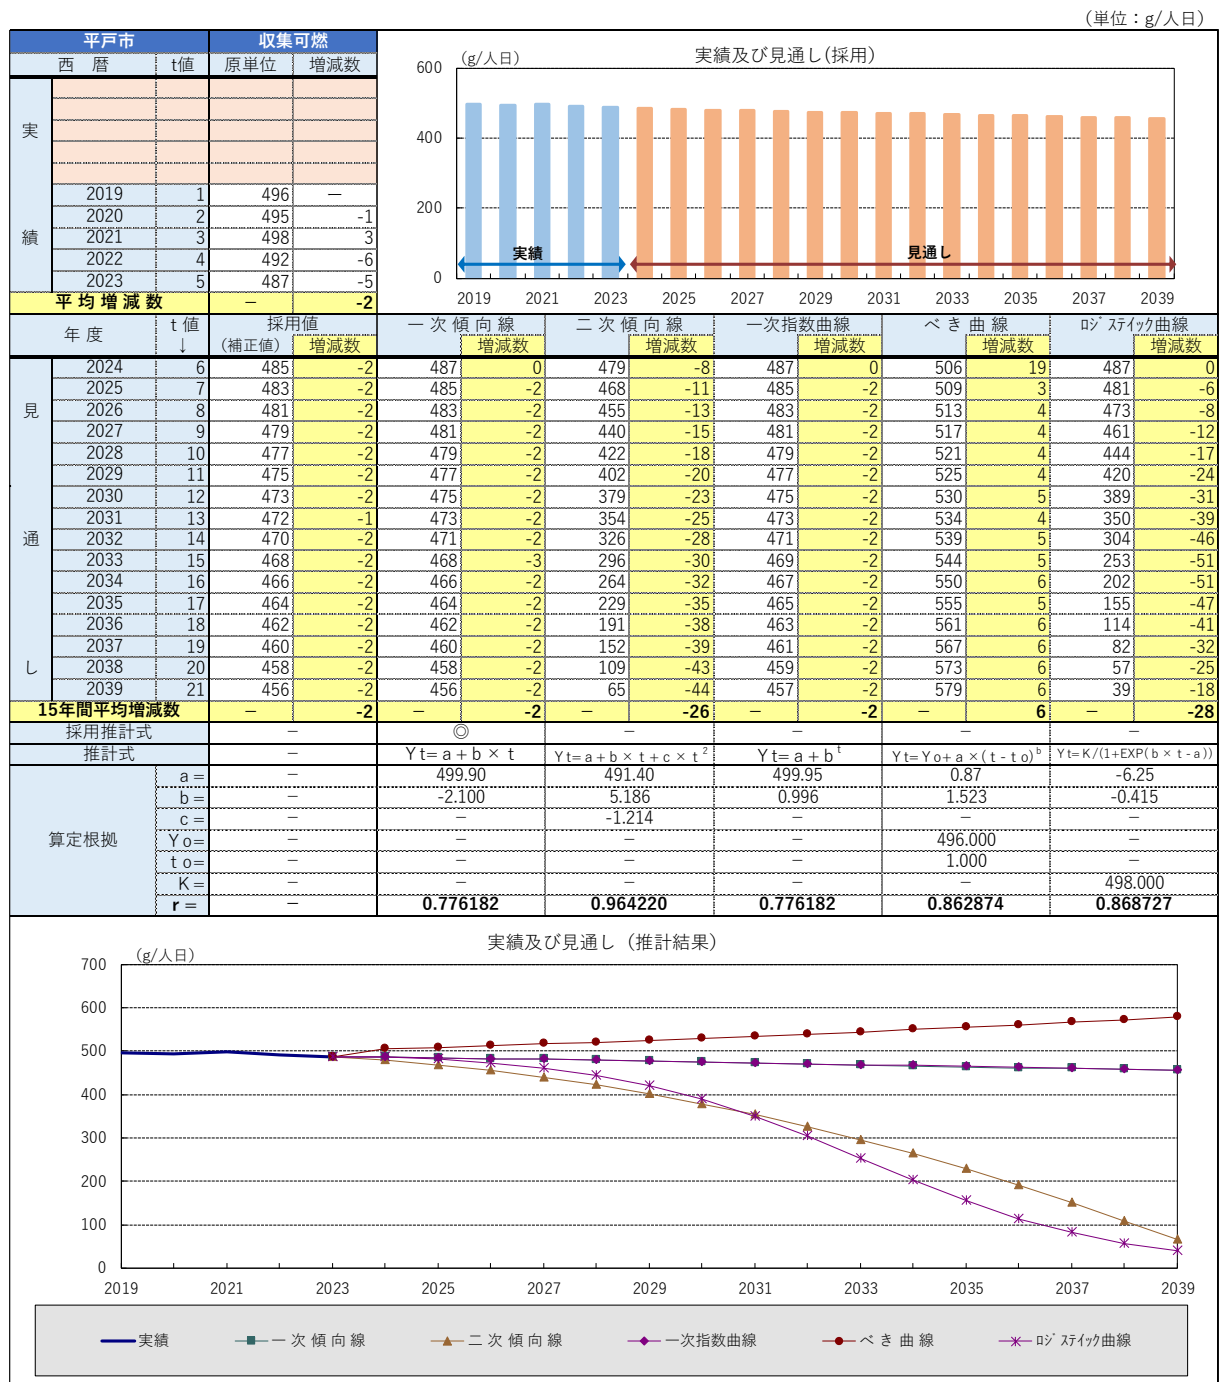 （単位：g/人日）
平戸市 収集可燃
西　暦 t値 原単位 増減数
実
績
2019 1 496 －
2020 2 495 -1
2021 3 498 3
2022 4 492 -6
2023 5 487 -5
平 均 増 減 数 － -2
実績及び見通し(採用)
(g/人日)
600
400
200
0
実績 見通し
2019 2021 2023 2025 2027 2029 2031 2033 2035 2037 2039
年 度 t 値 ↓ 採用値 一 次 傾 向 線 二 次 傾 向 線 一次指数曲線 べ き 曲 線 ﾛｼﾞｽﾃｨｯｸ曲線
(補正値) 増減数 増減数 増減数 増減数 増減数 増減数
見
通
し
2024 6 485 -2 487 0 479 -8 487 0 506 19 487 0
2025 7 483 -2 485 -2 468 -11 485 -2 509 3 481 -6
2026 8 481 -2 483 -2 455 -13 483 -2 513 4 473 -8
2027 9 479 -2 481 -2 440 -15 481 -2 517 4 461 -12
2028 10 477 -2 479 -2 422 -18 479 -2 521 4 444 -17
2029 11 475 -2 477 -2 402 -20 477 -2 525 4 420 -24
2030 12 473 -2 475 -2 379 -23 475 -2 530 5 389 -31
2031 13 472 -1 473 -2 354 -25 473 -2 534 4 350 -39
2032 14 470 -2 471 -2 326 -28 471 -2 539 5 304 -46
2033 15 468 -2 468 -3 296 -30 469 -2 544 5 253 -51
2034 16 466 -2 466 -2 264 -32 467 -2 550 6 202 -51
2035 17 464 -2 464 -2 229 -35 465 -2 555 5 155 -47
2036 18 462 -2 462 -2 191 -38 463 -2 561 6 114 -41
2037 19 460 -2 460 -2 152 -39 461 -2 567 6 82 -32
2038 20 458 -2 458 -2 109 -43 459 -2 573 6 57 -25
2039 21 456 -2 456 -2 65 -44 457 -2 579 6 39 -18
15年間平均増減数 － -2 － -2 － -26 － -2 － 6 － -28
採用推計式 － ◎ － － － －
推計式 － Y t= a + b × t Y t= a + b × t + c × t ² Y t= a + b ᵗ Y t= Y o+ a × ( t - t o) ᵇ Y t= K / (1+EXP( b × t - a ))
算定根拠
a = － 499.90 491.40 499.95 0.87 -6.25
b = － -2.100 5.186 0.996 1.523 -0.415
c = － － -1.214 － － －
Y o= － － － － 496.000 －
t o= － － － － 1.000 －
K = － － － － － 498.000
r = － 0.776182 0.964220 0.776182 0.862874 0.868727
実績及び見通し（推計結果）
(g/人日)
700
600
500
400
300
200
100
0
2019 2021 2023 2025 2027 2029 2031 2033 2035 2037 2039
実績 一 次 傾 向 線 二 次 傾 向 線 一次指数曲線 べ き 曲 線 ﾛｼﾞｽﾃｨｯｸ曲線